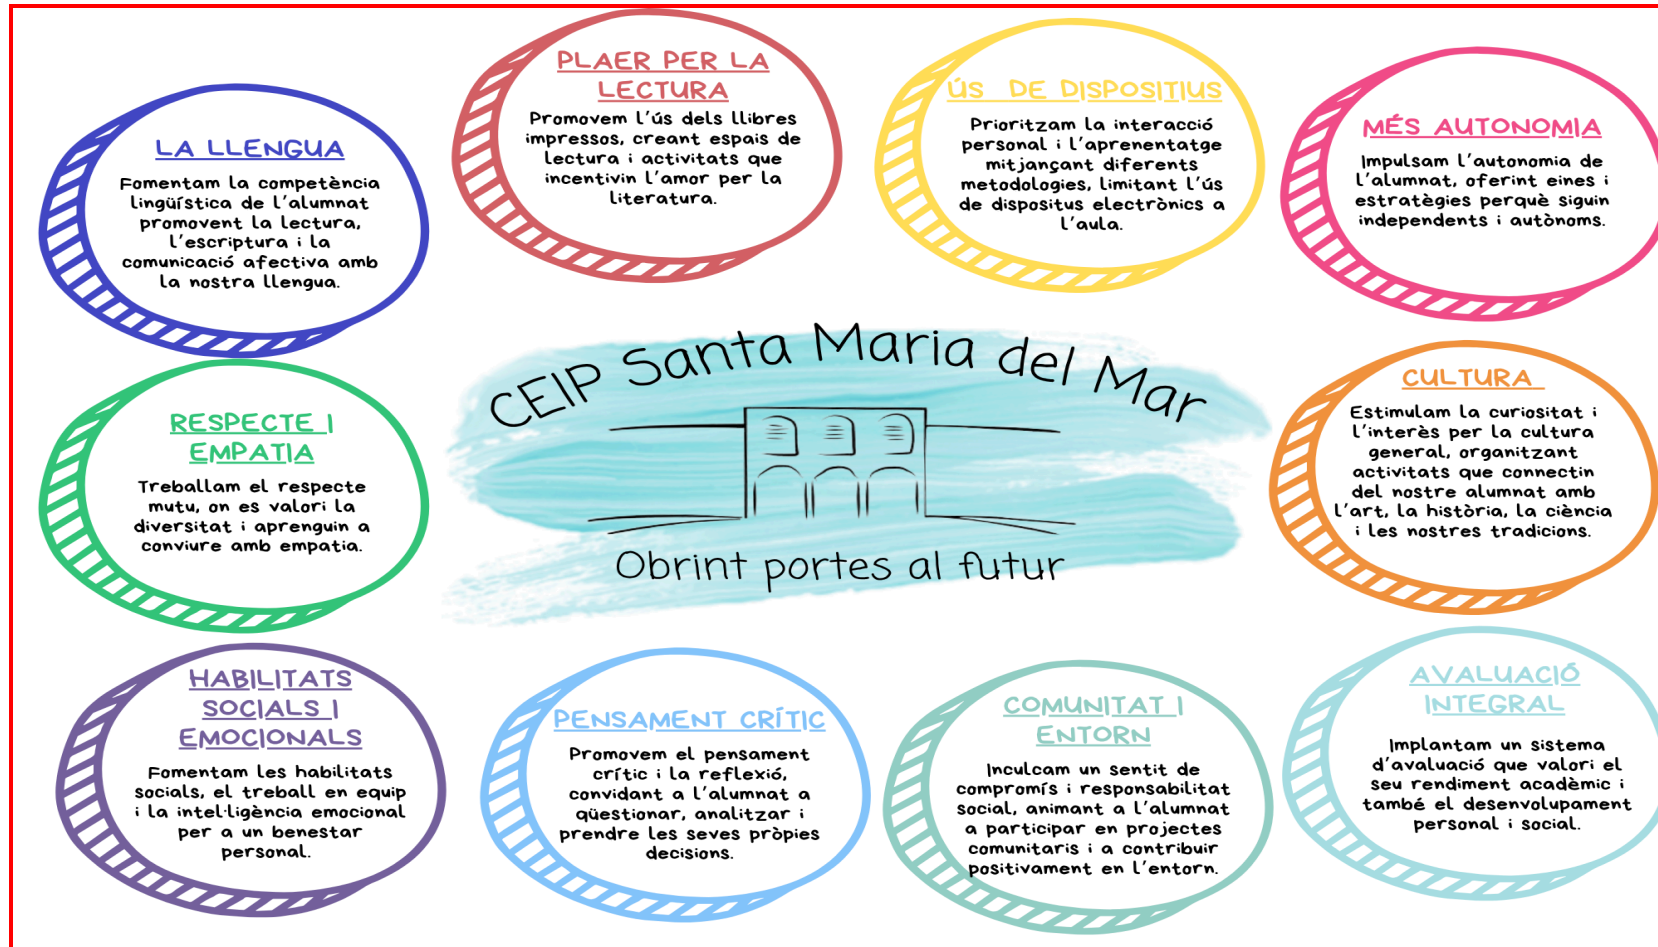 PLAER PER LA
LECTURA
Promovem l'ús dels llibres
impressos, creant espais de
lectura i activitats que
incentivin l'amor per la
literatura.
ÚS DE DISPOSITIUS
Prioritzam la interacció
personal i l'aprenentatge
mitjançant diferents
metodologies, limitant l'ús
de dispositus electrònics a
l'aula.
MÉS AUTONOMIA
Impulsam l'autonomia de
l'alumnat, oferint eines i
estratègies perquè siguin
independents i autònoms.
LA LLENGUA
Fomentam la competència
lingüística de l'alumnat
promovent la lectura,
l'escriptura i la
comunicació afectiva amb
la nostra llengua.
CEIP Santa Maria del Mar
Obrint portes al futur
CULTURA
Estimulam la curiositat i
l'interès per la cultura
general, organitzant
activitats que connectin
del nostre alumnat amb
l'art, la història, la ciència
i les nostres tradicions.
RESPECTE I
EMPATIA
Treballam el respecte
mutu, on es valori la
diversitat i aprenguin a
conviure amb empatia.
HABILITATS
SOCIALS I
EMOCIONALS
Fomentam les habilitats
socials, el treball en equip
i la intel·ligència emocional
per a un benestar
personal.
PENSAMENT CRÍTIC
Promovem el pensament
crític i la reflexió,
convidant a l'alumnat a
qüestionar, analitzar i
prendre les seves pròpies
decisions.
COMUNITAT I
ENTORN
Inculcam un sentit de
compromís i responsabilitat
social, animant a l'alumnat
a participar en projectes
comunitaris i a contribuir
positivament en l'entorn.
AVALUACIÓ
INTEGRAL
Implantam un sistema
d'avaluació que valori el
seu rendiment acadèmic i
també el desenvolupament
personal i social.